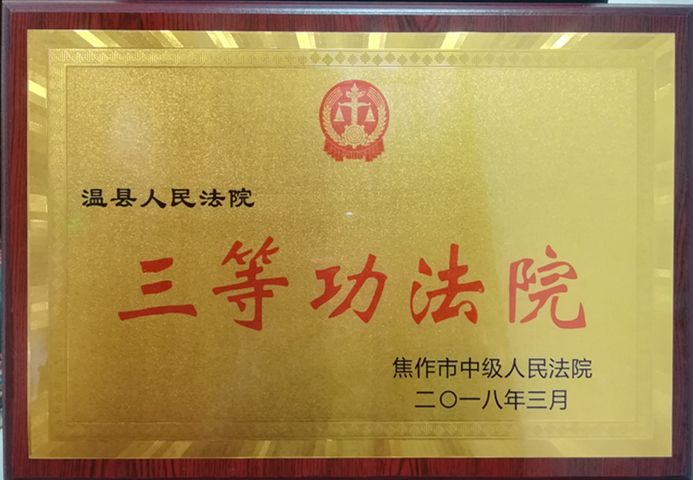 温县人民法院
三等功法院
焦作市中级人民法院
二〇一八年三月